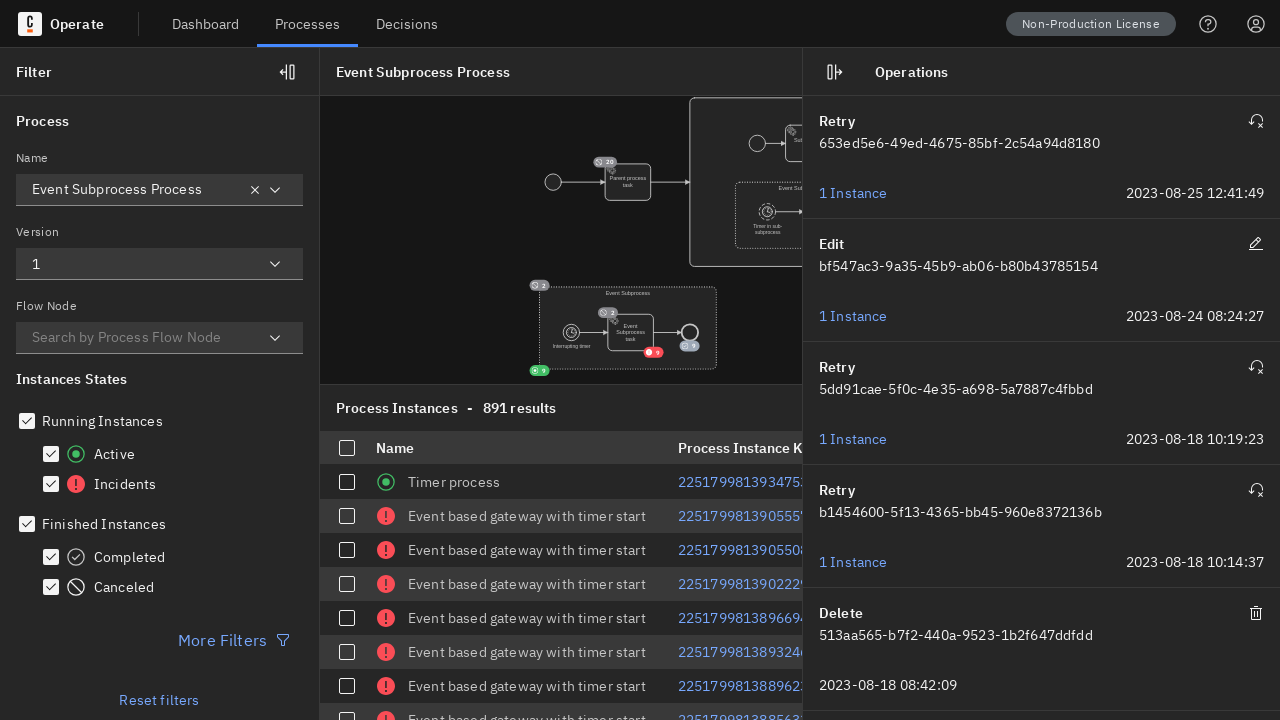 C Operate Dashboard Processes Decisions Non-Production License
Filter
Process
Name
Event Subprocess Process
Version
1
Flow Node
Search by Process Flow Node
Instances States
Running Instances
Active
Incidents
Finished Instances
Completed
Canceled
More Filters
Reset filters
Event Subprocess Process
20
Parent process
task
Event Sub
Timer in sub-
subprocess
2
Event Subprocess
2
Event
Subprocess
task
Interrupting timer
9
9
9
Process Instances - 891 results
Name Process Instance K
Timer process 225179981393475
Event based gateway with timer start 225179981390555
Event based gateway with timer start 225179981390550
Event based gateway with timer start 225179981390222
Event based gateway with timer start 225179981389669
Event based gateway with timer start 225179981389324
Event based gateway with timer start 225179981388962
Event based gateway with timer start 225179981388563
Operations
Retry
653ed5e6-49ed-4675-85bf-2c54a94d8180
1 Instance 2023-08-25 12:41:49
Edit
bf547ac3-9a35-45b9-ab06-b80b43785154
1 Instance 2023-08-24 08:24:27
Retry
5dd91cae-5f0c-4e35-a698-5a7887c4fbbd
1 Instance 2023-08-18 10:19:23
Retry
b1454600-5f13-4365-bb45-960e8372136b
1 Instance 2023-08-18 10:14:37
Delete
513aa565-b7f2-440a-9523-1b2f647ddfdd
2023-08-18 08:42:09